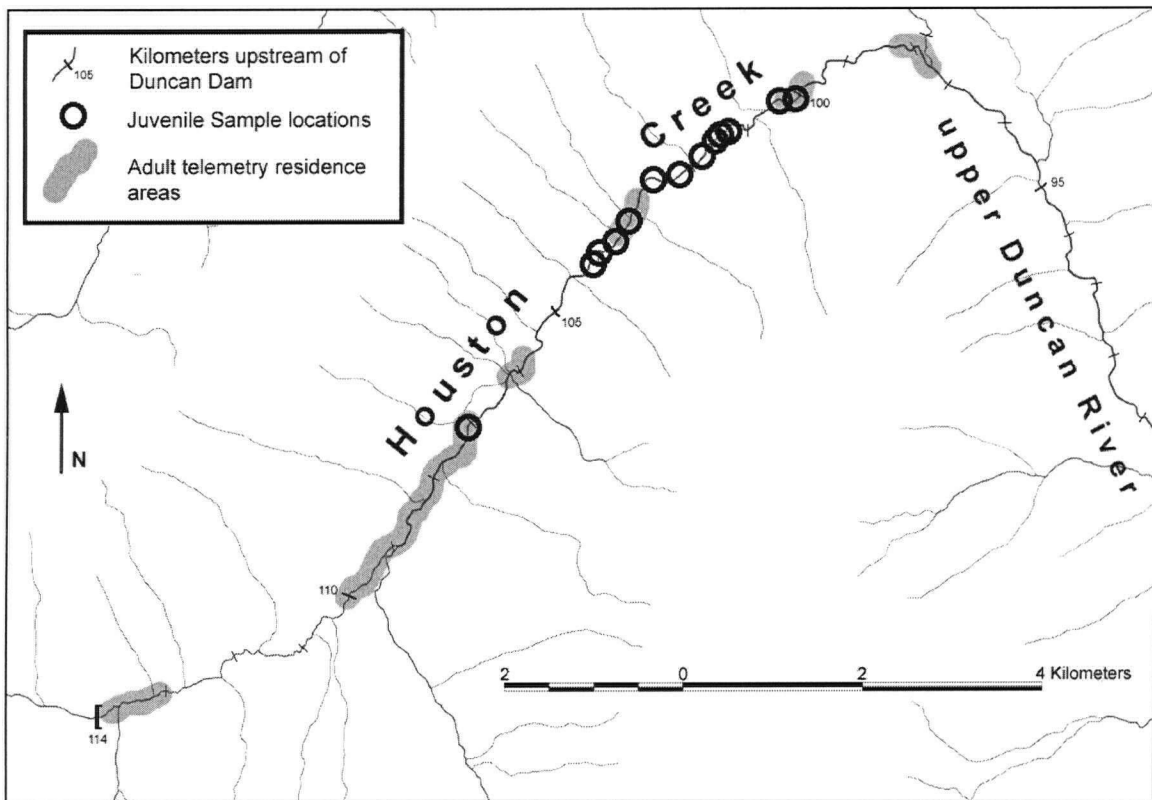 105
Kilometers upstream of
Duncan Dam
Juvenile Sample locations
Adult telemetry residence
areas
Houston Creek
upper Duncan River
100
95
105
110
114
N
2 0 2 4 Kilometers